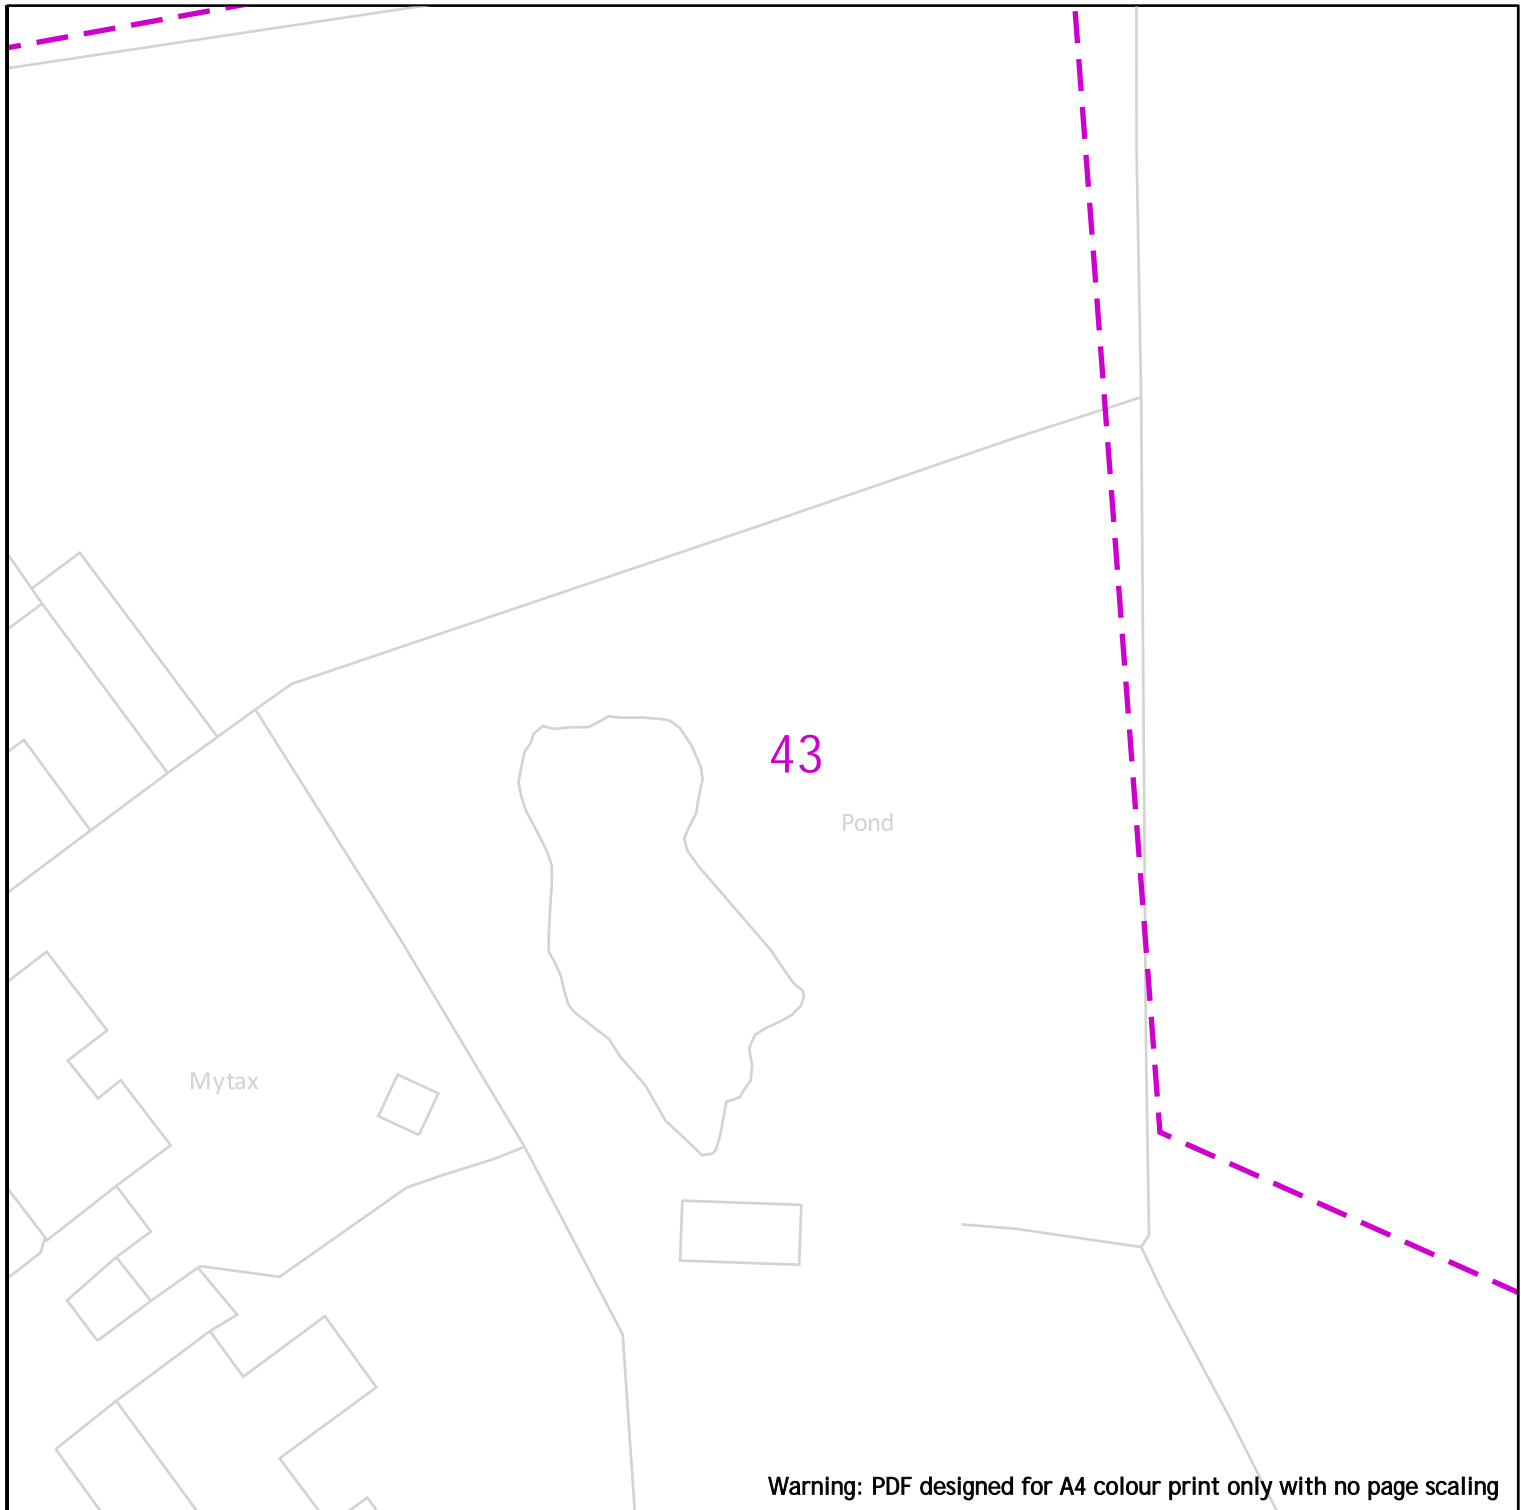 43
Pond
Mytax
Warning: PDF designed for A4 colour print only with no page scaling